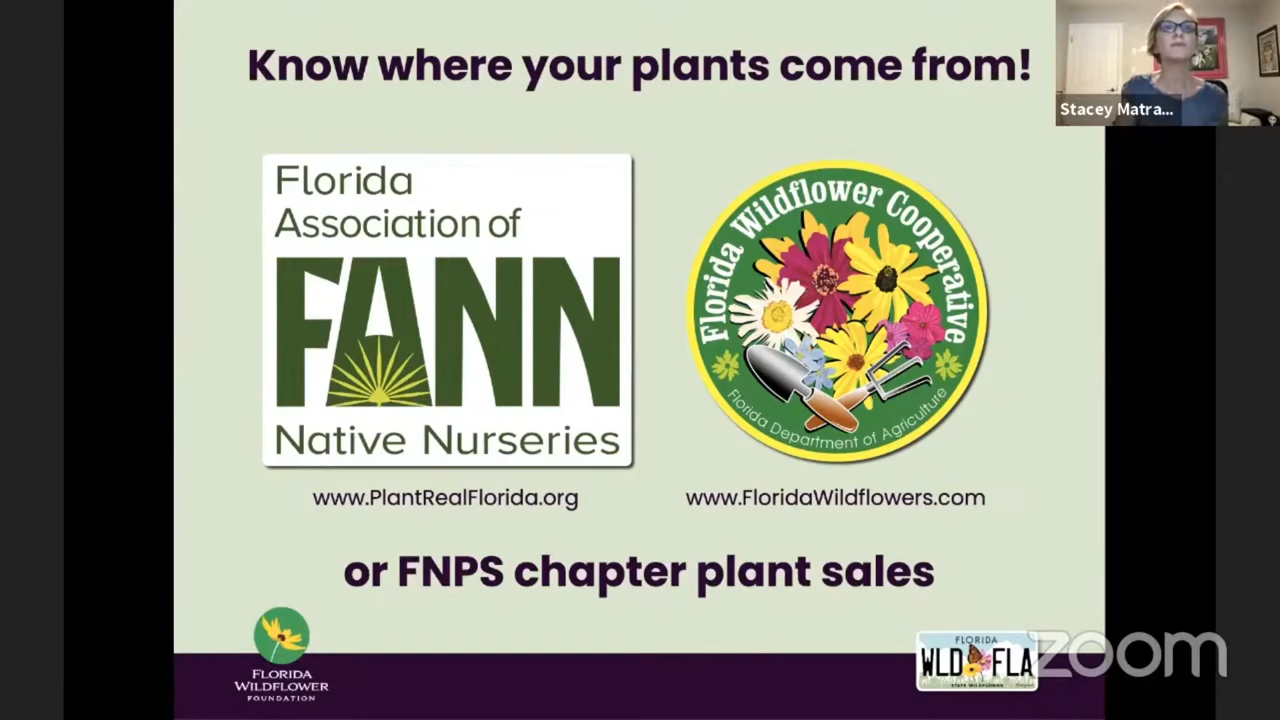 Know where your plants come from!
Stacey Matra...
Florida
Association of
FANN
Native Nurseries
Florida Wildflower Cooperative
Florida Department of Agriculture
www.PlantRealFlorida.org
www.FloridaWildflowers.com
or FNPS chapter plant sales
FLORIDA
WILDFLOWER
FOUNDATION
FLORIDA
WLD FLA
STATE WILDFLOWER
zoom